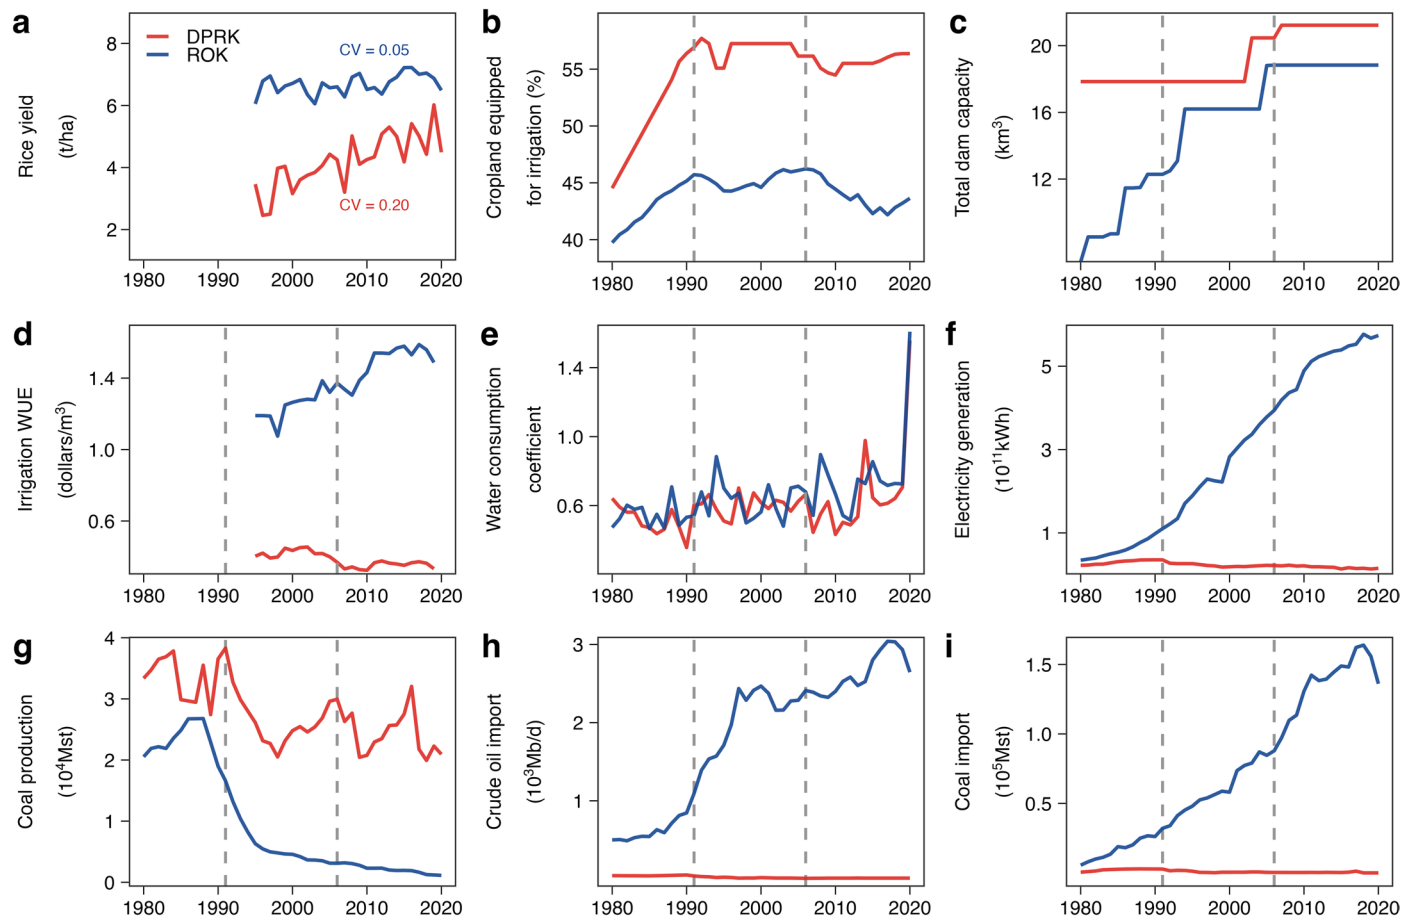 a
Rice yield
(t/ha)
8
6
4
2
DPRK
ROK
CV = 0.05
CV = 0.20
1980 1990 2000 2010 2020
b
Cropland equipped
for irrigation (%)
55
50
45
40
1980 1990 2000 2010 2020
c
Total dam capacity
(km³)
20
16
12
1980 1990 2000 2010 2020
d
Irrigation WUE
(dollars/m³)
1.4
1.0
0.6
1980 1990 2000 2010 2020
e
Water consumption
coefficient
1.4
1.0
0.6
1980 1990 2000 2010 2020
f
Electricity generation
(10¹¹kWh)
5
3
1
1980 1990 2000 2010 2020
g
Coal production
(10⁴Mst)
4
3
2
1
0
1980 1990 2000 2010 2020
h
Crude oil import
(10³Mb/d)
3
2
1
1980 1990 2000 2010 2020
i
Coal import
(10⁵Mst)
1.5
1.0
0.5
1980 1990 2000 2010 2020